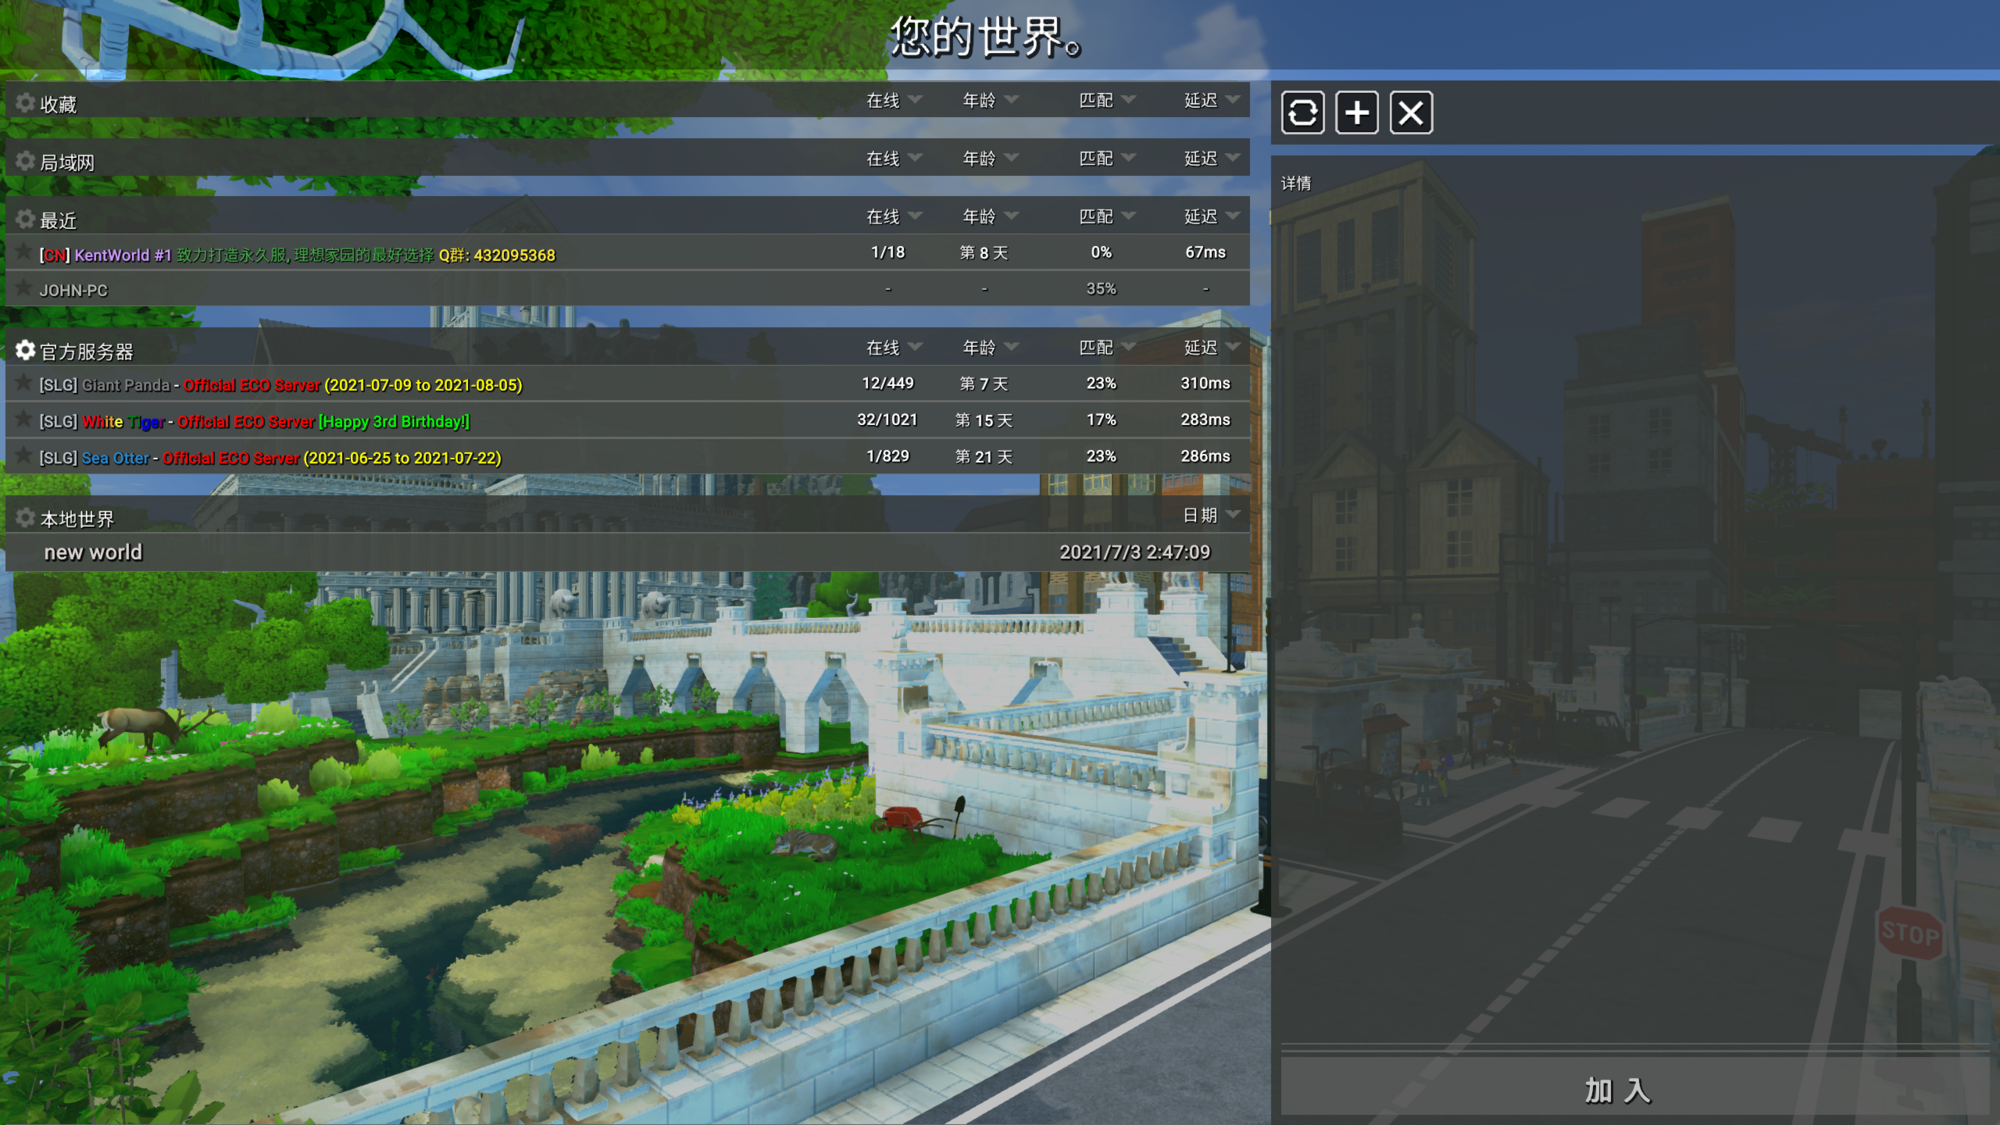 您的世界。
收藏 在线 年龄 匹配 延迟
局域网 在线 年龄 匹配 延迟
最近 在线 年龄 匹配 延迟
[CN] KentWorld #1 致力打造永久服, 理想家园的最好选择 Q群: 432095368 1/18 第 8 天 0% 67ms
JOHN-PC - - 35% -
官方服务器 在线 年龄 匹配 延迟
[SLG] Giant Panda - Official ECO Server (2021-07-09 to 2021-08-05) 12/449 第 7 天 23% 310ms
[SLG] White Tiger - Official ECO Server [Happy 3rd Birthday!] 32/1021 第 15 天 17% 283ms
[SLG] Sea Otter - Official ECO Server (2021-06-25 to 2021-07-22) 1/829 第 21 天 23% 286ms
本地世界 日期
new world 2021/7/3 2:47:09
详情
STOP
加入